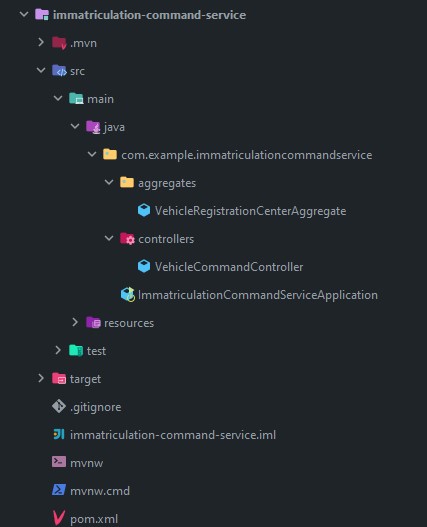 immatriculation-command-service
.mvn
src
main
java
com.example.immatriculationcommandservice
aggregates
VehicleRegistrationCenterAggregate
controllers
VehicleCommandController
ImmatriculationCommandServiceApplication
resources
test
target
.gitignore
immatriculation-command-service.iml
mvnw
mvnw.cmd
pom.xml